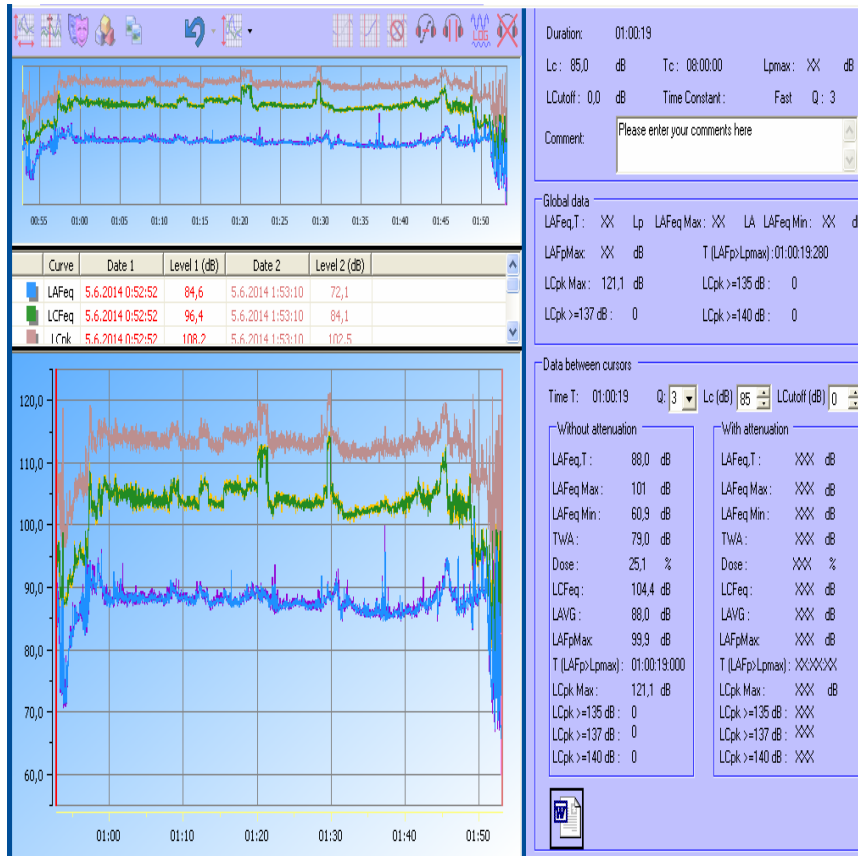 LOG
00:55 01:00 01:05 01:10 01:15 01:20 01:25 01:30 01:35 01:40 01:45 01:50
Curve Date 1 Level 1 (dB) Date 2 Level 2 (dB)
LAFeq 5.6.2014 0:52:52 84,6 5.6.2014 1:53:10 72,1
LCFeq 5.6.2014 0:52:52 96,4 5.6.2014 1:53:10 84,1
LCpk 5.6.2014 0:52:52 108,2 5.6.2014 1:53:10 102,5
120,0
110,0
100,0
90,0
80,0
70,0
60,0
01:00 01:10 01:20 01:30 01:40 01:50
Duration: 01:00:19
Lc : 85,0 dB Tc : 08:00:00 Lpmax : XX dB
LCutoff : 0,0 dB Time Constant : Fast Q : 3
Comment: Please enter your comments here
Global data
LAFeq,T : XX Lp LAFeq Max : XX LA LAFeq Min : XX d
LAFpMax: XX dB T (LAFp>Lpmax) : 01:00:19:280
LCpk Max : 121,1 dB LCpk >=135 dB : 0
LCpk >=137 dB : 0 LCpk >=140 dB : 0
Data between cursors
Time T: 01:00:19 Q: 3 Lc (dB) 85 LCutoff (dB) 0
Without attenuation
LAFeq,T : 88,0 dB
LAFeq Max : 101 dB
LAFeq Min : 60,9 dB
TWA : 79,0 dB
Dose : 25,1 %
LCFeq : 104,4 dB
LAVG : 88,0 dB
LAFpMax: 99,9 dB
T (LAFp>Lpmax) : 01:00:19:000
LCpk Max : 121,1 dB
LCpk >=135 dB : 0
LCpk >=137 dB : 0
LCpk >=140 dB : 0
With attenuation
LAFeq,T : XXX dB
LAFeq Max : XXX dB
LAFeq Min : XXX dB
TWA : XXX dB
Dose : XXX %
LCFeq : XXX dB
LAVG : XXX dB
LAFpMax: XXX dB
T (LAFp>Lpmax) : XX:XX:XX
LCpk Max : XXX dB
LCpk >=135 dB : XXX
LCpk >=137 dB : XXX
LCpk >=140 dB : XXX
W